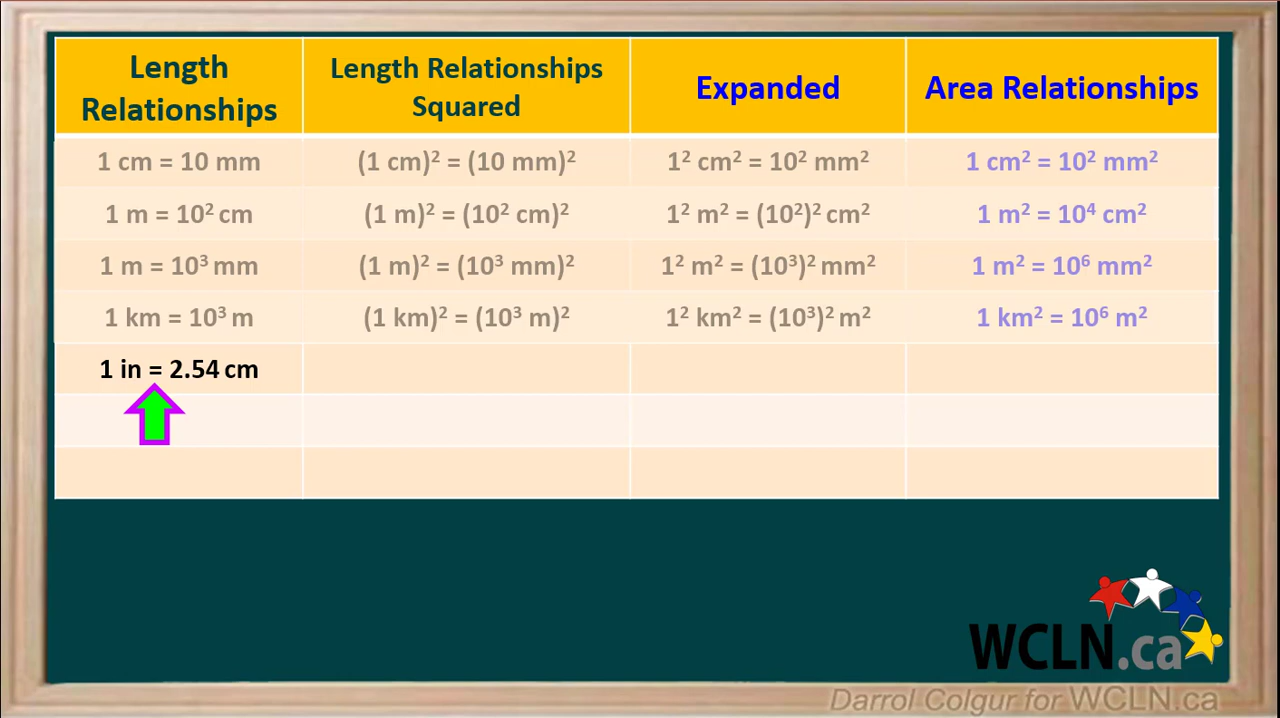 Length Relationships
Length Relationships Squared
Expanded
Area Relationships
1 cm = 10 mm
(1 cm)² = (10 mm)²
1² cm² = 10² mm²
1 cm² = 10² mm²
1 m = 10² cm
(1 m)² = (10² cm)²
1² m² = (10²)² cm²
1 m² = 10⁴ cm²
1 m = 10³ mm
(1 m)² = (10³ mm)²
1² m² = (10³)² mm²
1 m² = 10⁶ mm²
1 km = 10³ m
(1 km)² = (10³ m)²
1² km² = (10³)² m²
1 km² = 10⁶ m²
1 in = 2.54 cm
WCLN.ca
Darrol Colgur for WCLN.ca